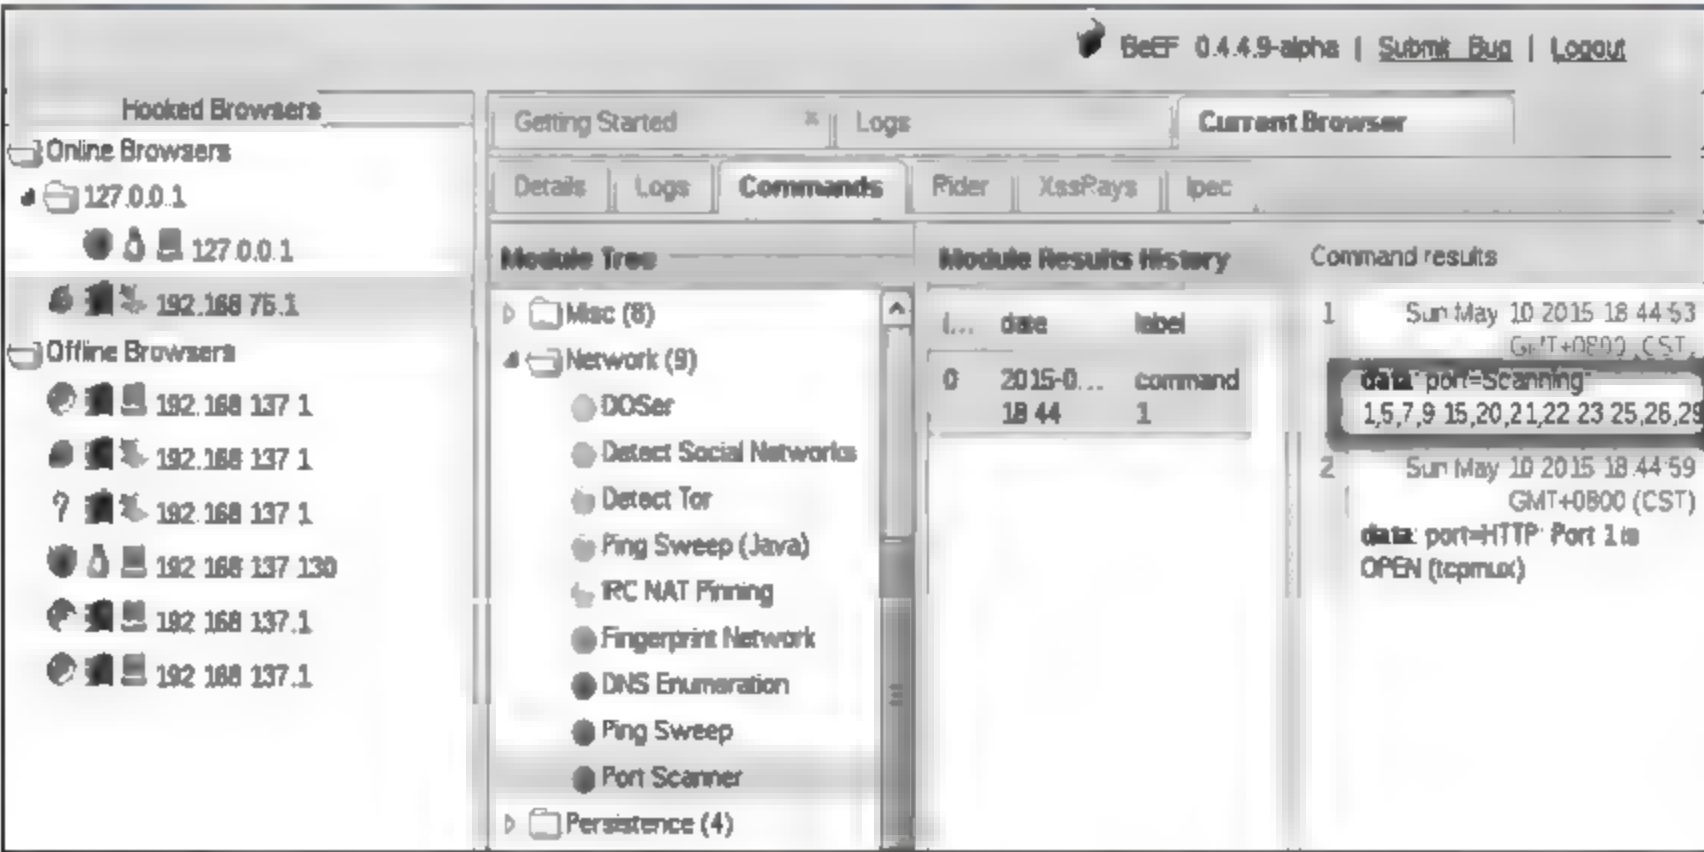 BeEF 0.4.4.9-alpha | Submit Bug | Logout
Hooked Browsers
Getting Started
Logs
Current Browser
Online Browsers
127.0.0.1
127.0.0.1
192.168 75.1
Offline Browsers
192.168 137 1
192.168 137 1
192.168 137 1
192 168 137 130
192 168 137.1
192 168 137.1
Details
Logs
Commands
Rider
XssRays
Ipec
Module Tree
Misc (8)
Network (9)
DOSer
Detect Social Networks
Detect Tor
Ping Sweep (Java)
IRC NAT Pinning
Fingerprint Network
DNS Enumeration
Ping Sweep
Port Scanner
Persistence (4)
Module Results History
i... date label
0 2015-0... command
18 44 1
Command results
1 Sun May 10 2015 18 44 53
GMT+0800 (CST)
data: port=Scanning:
1,5,7,9 15,20,21,22 23 25,26,29
2 Sun May 10 2015 18.44:59
GMT+0800 (CST)
data: port=HTTP: Port 1 is
OPEN (tcpmux)